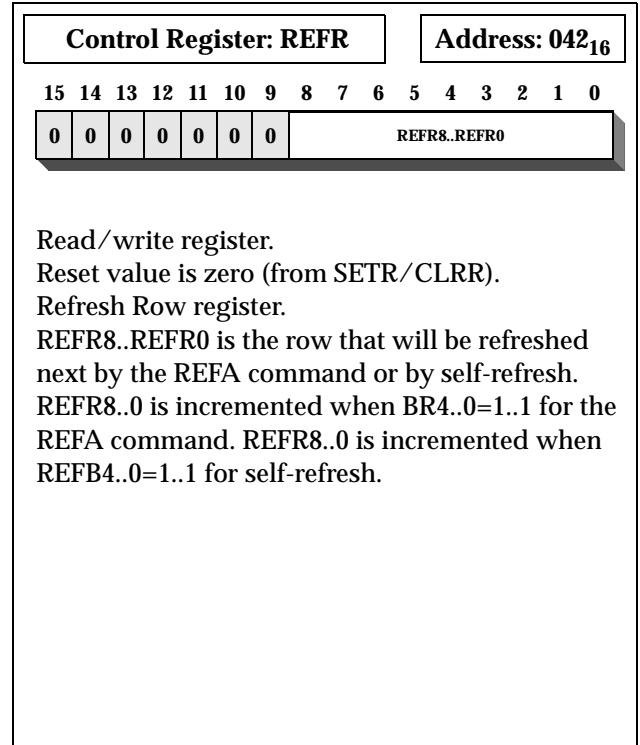 Control Register: REFR Address: 042₁₆
15 14 13 12 11 10 9 8 7 6 5 4 3 2 1 0
0 0 0 0 0 0 0 REFR8..REFR0
Read/write register.
Reset value is zero (from SETR/CLRR).
Refresh Row register.
REFR8..REFR0 is the row that will be refreshed
next by the REFA command or by self-refresh.
REFR8..0 is incremented when BR4..0=1..1 for the
REFA command. REFR8..0 is incremented when
REFB4..0=1..1 for self-refresh.